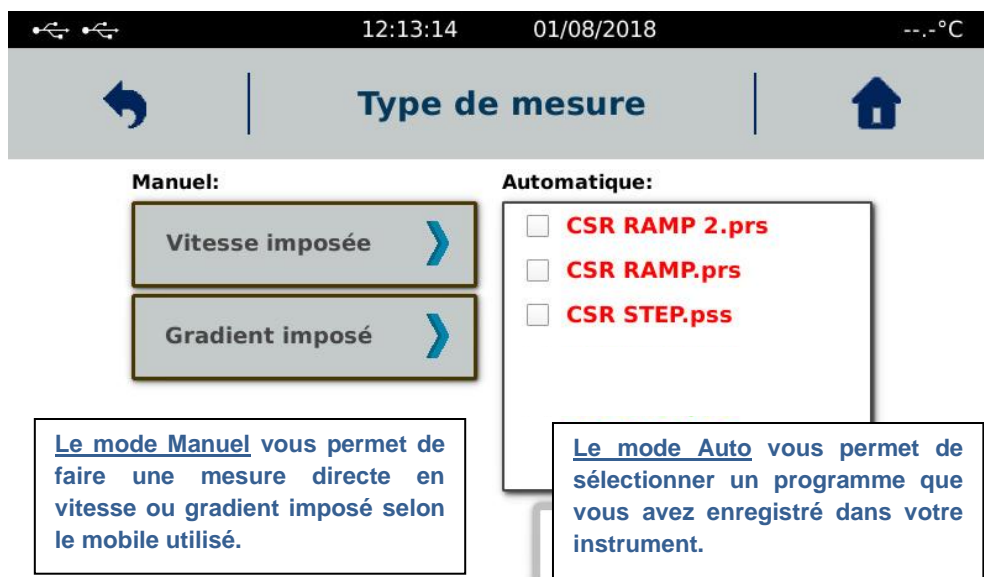 12:13:14 01/08/2018 --.-°C
Type de mesure
Manuel:
Vitesse imposée
Gradient imposé
Automatique:
CSR RAMP 2.prs
CSR RAMP.prs
CSR STEP.pss
Le mode Manuel vous permet de
faire une mesure directe en
vitesse ou gradient imposé selon
le mobile utilisé.
Le mode Auto vous permet de
sélectionner un programme que
vous avez enregistré dans votre
instrument.